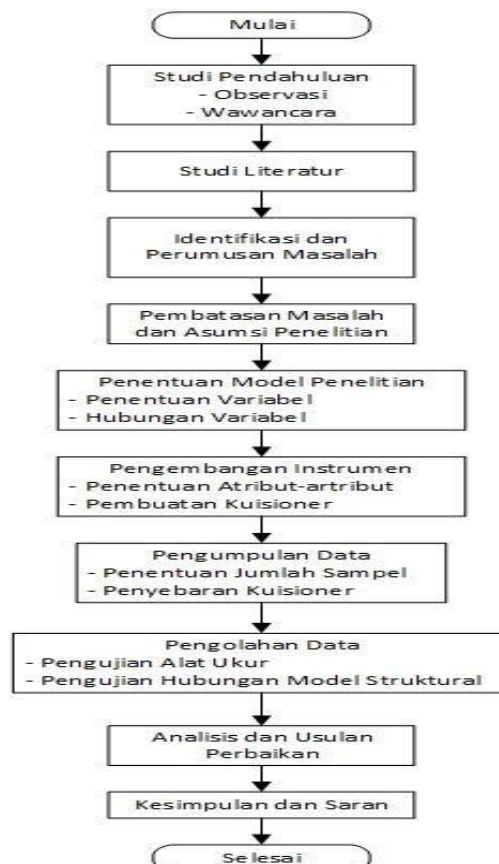 Mulai
Studi Pendahuluan
- Observasi
- Wawancara
Studi Literatur
Identifikasi dan
Perumusan Masalah
Pembatasan Masalah
dan Asumsi Penelitian
Penentuan Model Penelitian
- Penentuan Variabel
- Hubungan Variabel
Pengembangan Instrumen
- Penentuan Atribut-artribut
- Pembuatan Kuisioner
Pengumpulan Data
- Penentuan Jumlah Sampel
- Penyebaran Kuisioner
Pengolahan Data
- Pengujian Alat Ukur
- Pengujian Hubungan Model Struktural
Analisis dan Usulan
Perbaikan
Kesimpulan dan Saran
Selesai